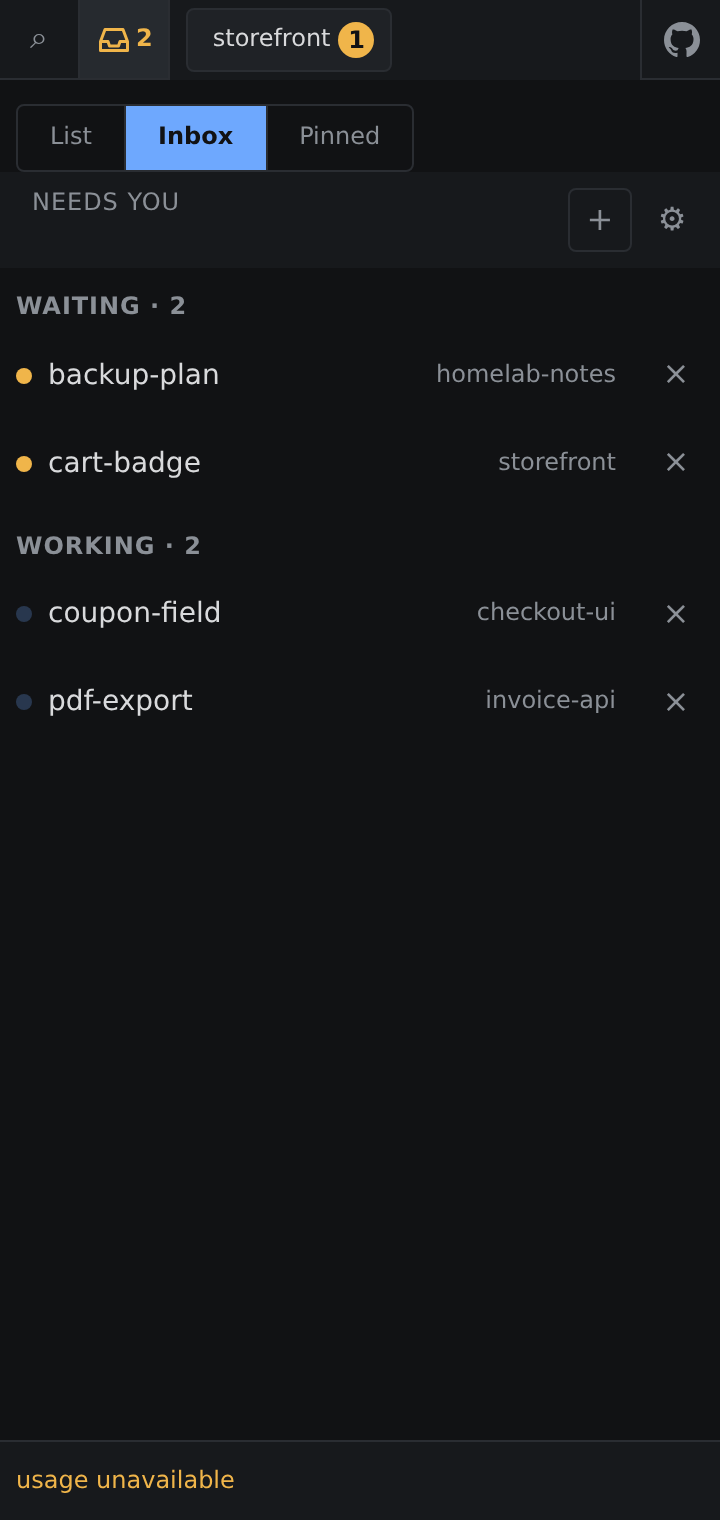 2
storefront 1
List Inbox Pinned
NEEDS YOU
WAITING · 2
backup-plan homelab-notes
cart-badge storefront
WORKING · 2
coupon-field checkout-ui
pdf-export invoice-api
usage unavailable